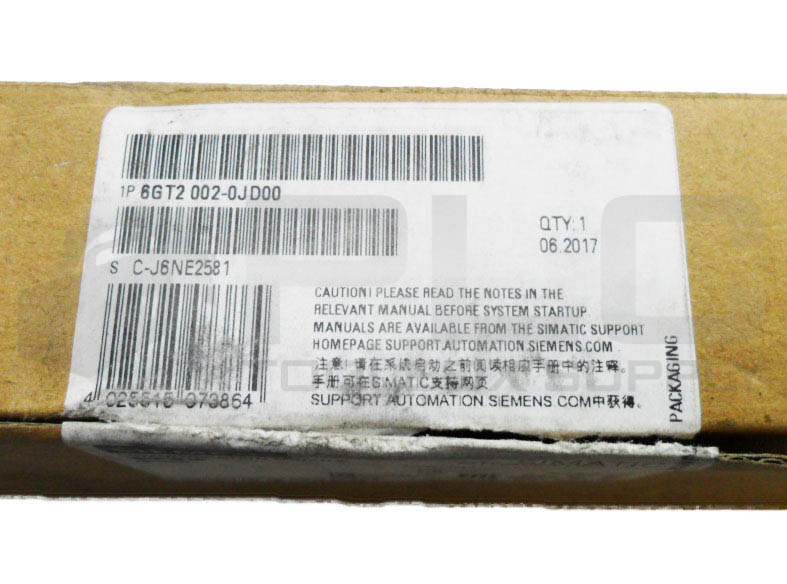 1P 6GT2 002-0JD00
QTY: 1
06.2017
S C-J6NE2581
CAUTION! PLEASE READ THE NOTES IN THE
RELEVANT MANUAL BEFORE SYSTEM STARTUP.
MANUALS ARE AVAILABLE FROM THE SIMATIC SUPPORT
HOMEPAGE SUPPORT.AUTOMATION.SIEMENS.COM
注意! 请在系统启动之前阅读相应手册中的注释。
手册可在SIMATIC支持网页
SUPPORT.AUTOMATION.SIEMENS.COM中获得。
4 025515 073864
PACKAGING
PLC